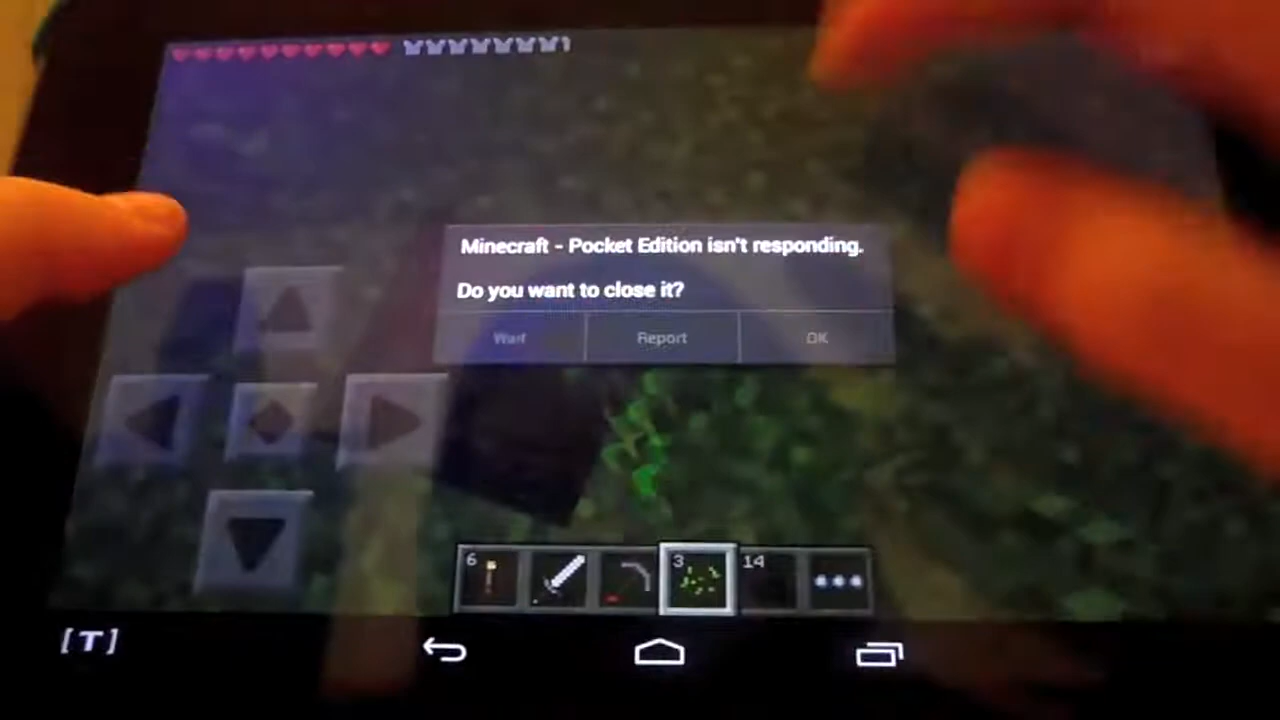 Minecraft - Pocket Edition isn't responding.
Do you want to close it?
Wait
Report
OK
6
3
14
[T]